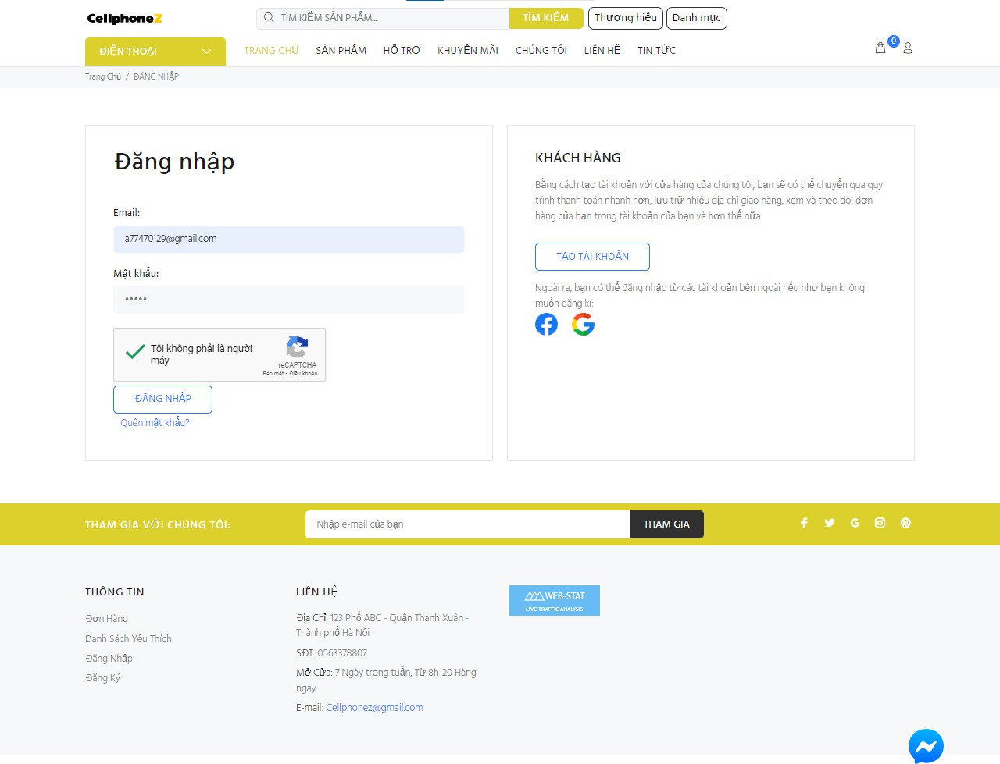 CellphoneZ
TÌM KIẾM SẢN PHẨM...
TÌM KIẾM
Thương hiệu
Danh mục
ĐIỆN THOẠI
TRANG CHỦ
SẢN PHẨM
HỖ TRỢ
KHUYẾN MÃI
CHÚNG TÔI
LIÊN HỆ
TIN TỨC
0
Trang Chủ / ĐĂNG NHẬP
Đăng nhập
Email:
a77470129@gmail.com
Mật khẩu:
•••••
Tôi không phải là người
máy
reCAPTCHA
Bảo mật - Điều khoản
ĐĂNG NHẬP
Quên mật khẩu?
KHÁCH HÀNG
Bằng cách tạo tài khoản với cửa hàng của chúng tôi, bạn sẽ có thể chuyển qua quy
trình thanh toán nhanh hơn, lưu trữ nhiều địa chỉ giao hàng, xem và theo dõi đơn
hàng của bạn trong tài khoản của bạn và hơn thế nữa.
TẠO TÀI KHOẢN
Ngoài ra, bạn có thể đăng nhập từ các tài khoản bên ngoài nếu như bạn không
muốn đăng kí:
THAM GIA VỚI CHÚNG TÔI:
Nhập e-mail của bạn
THAM GIA
THÔNG TIN
Đơn Hàng
Danh Sách Yêu Thích
Đăng Nhập
Đăng Ký
LIÊN HỆ
Địa Chỉ: 123 Phố ABC - Quận Thanh Xuân -
Thành phố Hà Nôi
SĐT: 0563378807
Mở Cửa: 7 Ngày trong tuần, Từ 8h-20 Hàng
ngày
E-mail: Cellphonez@gmail.com
WEB-STAT
LIVE TRAFFIC ANALYSIS